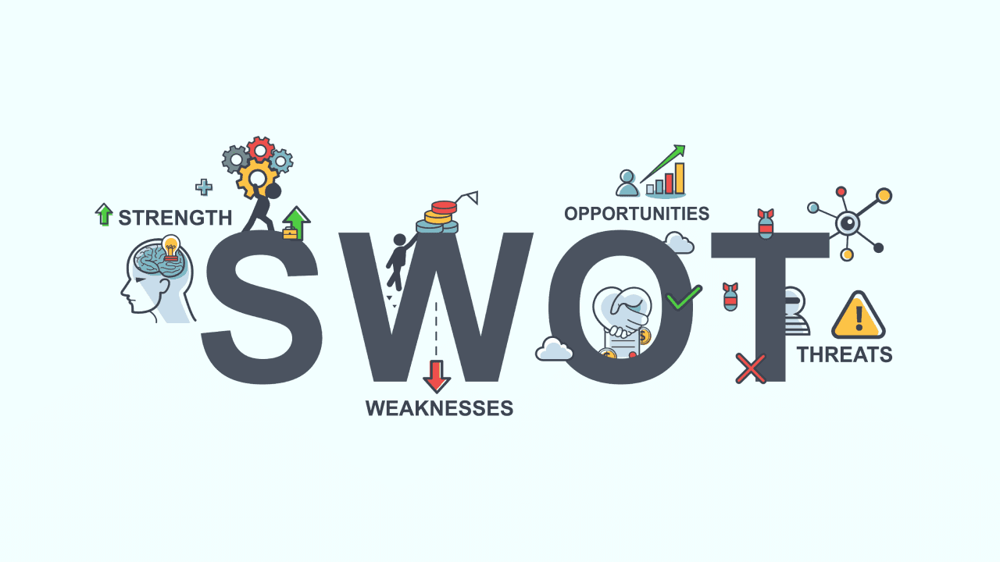 STRENGTH
SWOT
WEAKNESSES
OPPORTUNITIES
THREATS